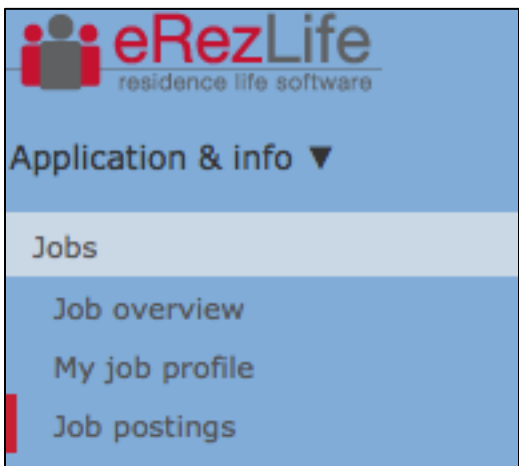 eRezLife
residence life software
Application & info ▼
Jobs
Job overview
My job profile
Job postings